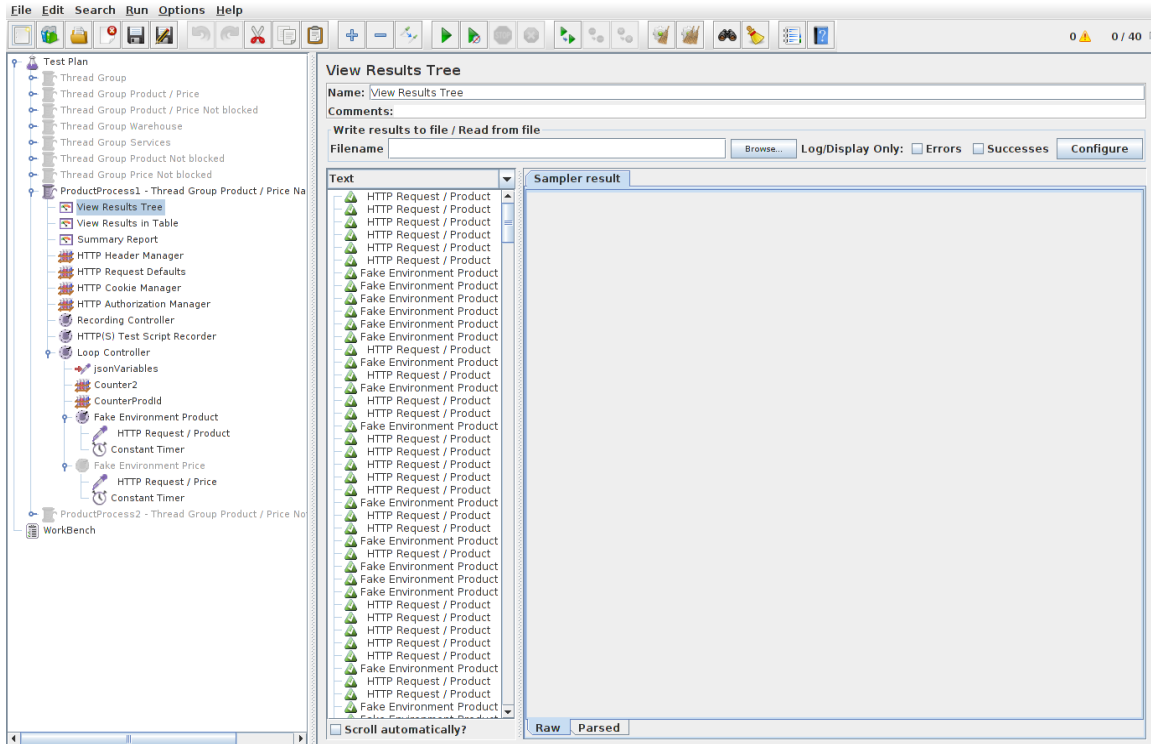 File Edit Search Run Options Help
0 0 / 40
Test Plan
Thread Group
Thread Group Product / Price
Thread Group Product / Price Not blocked
Thread Group Warehouse
Thread Group Services
Thread Group Product Not blocked
Thread Group Price Not blocked
ProductProcess1 - Thread Group Product / Price Na
View Results Tree
View Results in Table
Summary Report
HTTP Header Manager
HTTP Request Defaults
HTTP Cookie Manager
HTTP Authorization Manager
Recording Controller
HTTP(S) Test Script Recorder
Loop Controller
jsonVariables
Counter2
CounterProdId
Fake Environment Product
HTTP Request / Product
Constant Timer
Fake Environment Price
HTTP Request / Price
Constant Timer
ProductProcess2 - Thread Group Product / Price No
WorkBench
View Results Tree
Name: View Results Tree
Comments:
Write results to file / Read from file
Filename Browse... Log/Display Only: Errors Successes Configure
Text
HTTP Request / Product
HTTP Request / Product
HTTP Request / Product
HTTP Request / Product
HTTP Request / Product
HTTP Request / Product
Fake Environment Product
Fake Environment Product
Fake Environment Product
Fake Environment Product
Fake Environment Product
Fake Environment Product
HTTP Request / Product
Fake Environment Product
HTTP Request / Product
Fake Environment Product
HTTP Request / Product
HTTP Request / Product
Fake Environment Product
HTTP Request / Product
HTTP Request / Product
HTTP Request / Product
HTTP Request / Product
HTTP Request / Product
Fake Environment Product
HTTP Request / Product
HTTP Request / Product
Fake Environment Product
HTTP Request / Product
Fake Environment Product
Fake Environment Product
Fake Environment Product
HTTP Request / Product
HTTP Request / Product
HTTP Request / Product
HTTP Request / Product
HTTP Request / Product
Fake Environment Product
HTTP Request / Product
HTTP Request / Product
Fake Environment Product
Scroll automatically?
Sampler result
Raw Parsed